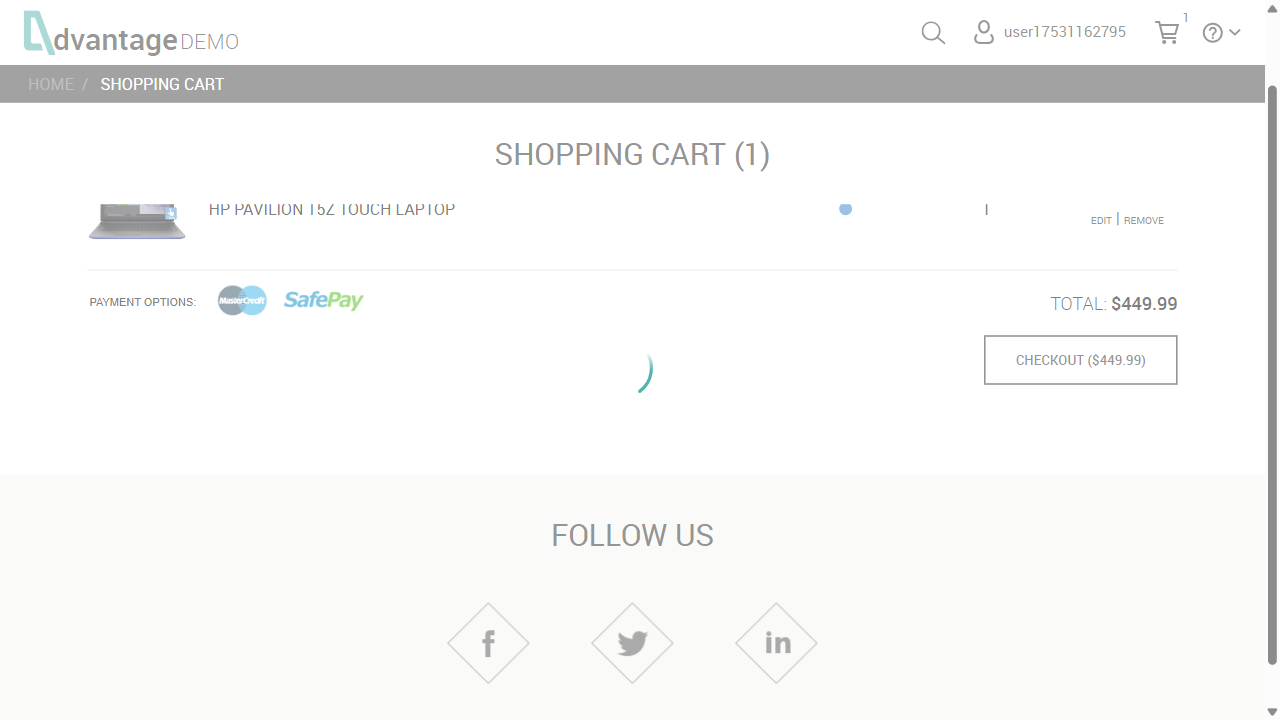 dvantage DEMO
user17531162795
1
HOME / SHOPPING CART
SHOPPING CART (1)
HP PAVILION 15Z TOUCH LAPTOP
1
EDIT | REMOVE
PAYMENT OPTIONS:
MasterCredit
SafePay
TOTAL: $449.99
CHECKOUT ($449.99)
FOLLOW US
f
in